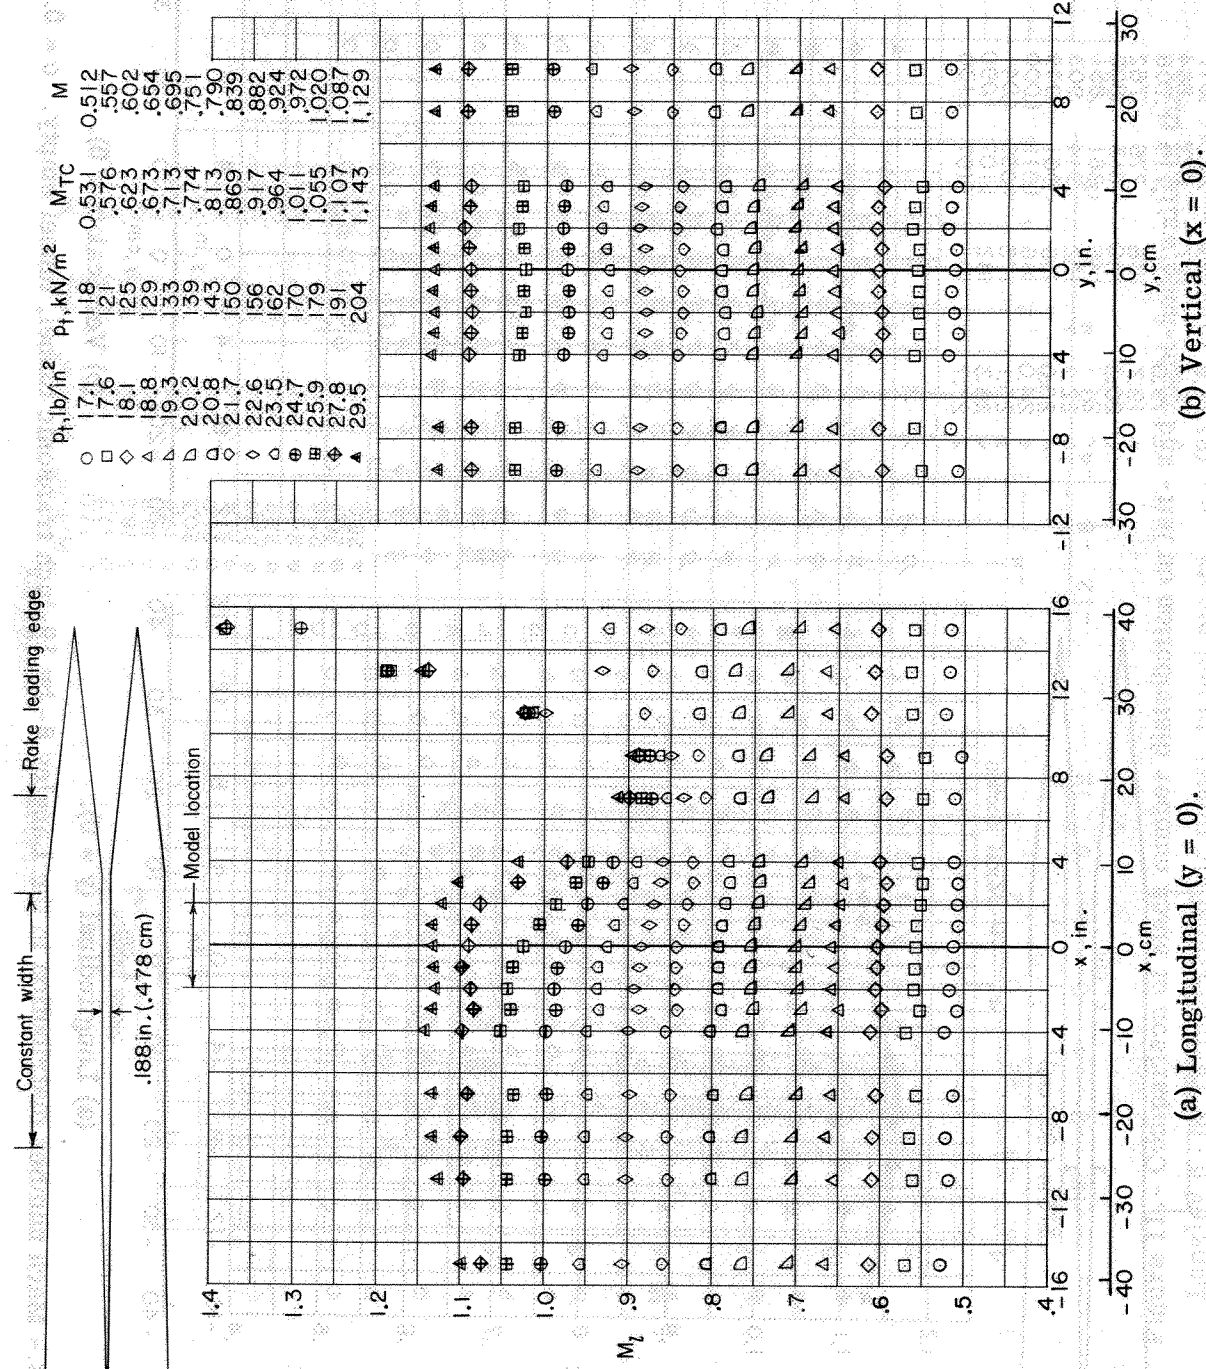 Constant width
Rake leading edge
.188 in. (.478 cm)
Model location
p_t, lb/in² p_t, kN/m² M_TC M
○ 17.1 118 0.531 0.512
□ 17.6 121 .576 .557
◇ 18.1 125 .623 .602
△ 18.8 129 .673 .654
19.3 133 .713 .695
20.2 139 .774 .751
20.8 143 .813 .790
21.7 150 .869 .839
22.6 156 .917 .882
23.5 162 .964 .924
24.7 170 1.011 .972
25.9 179 1.055 1.020
27.8 191 1.107 1.087
29.5 204 1.143 1.129
M_l
1.4
1.3
1.2
1.1
1.0
.9
.8
.7
.6
.5
.4
-16 -12 -8 -4 0 4 8 12 16
x, in.
-40 -30 -20 -10 0 10 20 30 40
x, cm
(a) Longitudinal (y = 0).
-12 -8 -4 0 4 8 12
y, in.
-30 -20 -10 0 10 20 30
y, cm
(b) Vertical (x = 0).